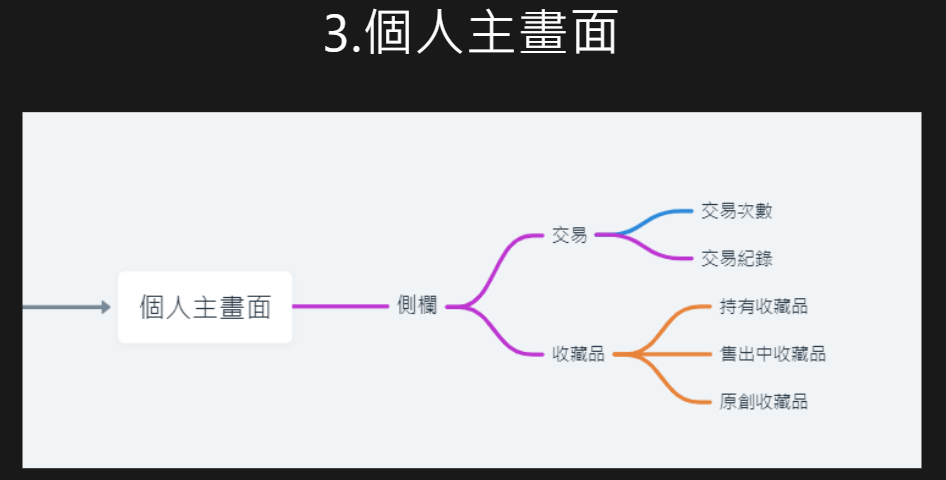 3.個人主畫面
個人主畫面
側欄
交易
交易次數
交易紀錄
收藏品
持有收藏品
售出中收藏品
原創收藏品